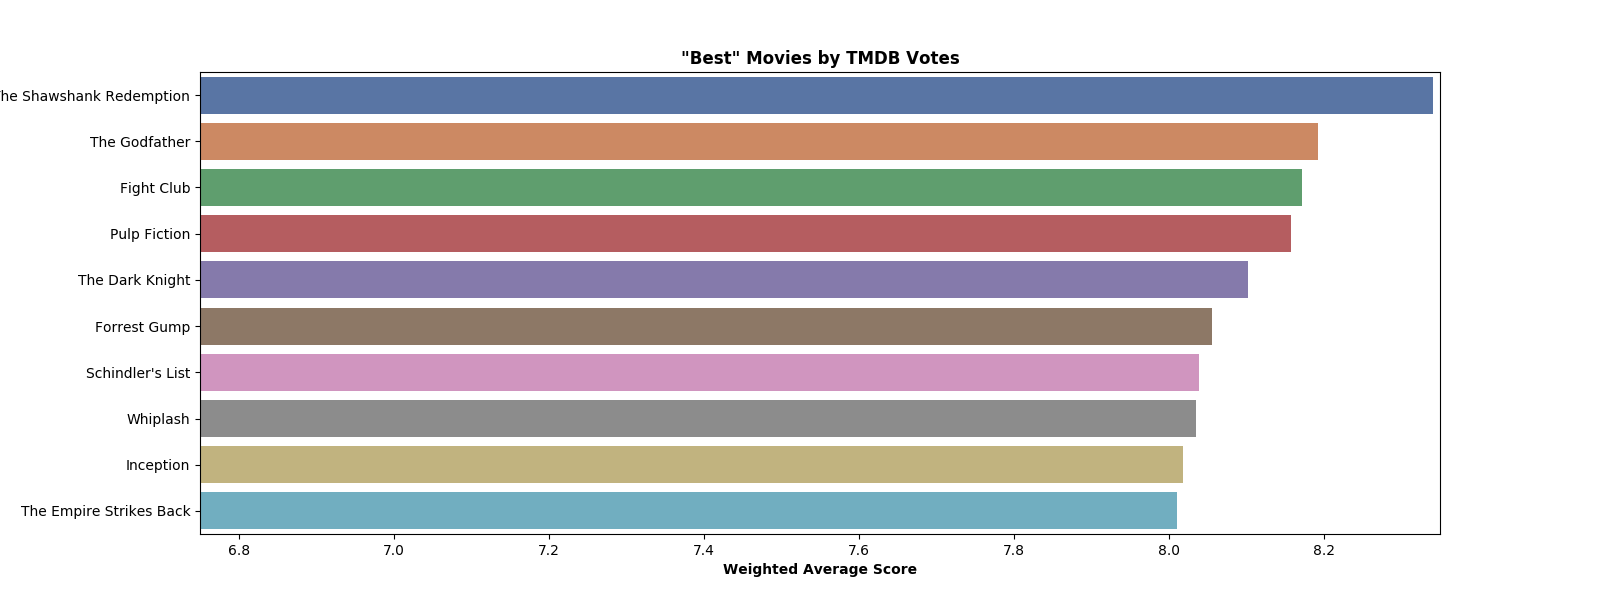 "Best" Movies by TMDB Votes
he Shawshank Redemption
The Godfather
Fight Club
Pulp Fiction
The Dark Knight
Forrest Gump
Schindler's List
Whiplash
Inception
The Empire Strikes Back
6.8 7.0 7.2 7.4 7.6 7.8 8.0 8.2
Weighted Average Score